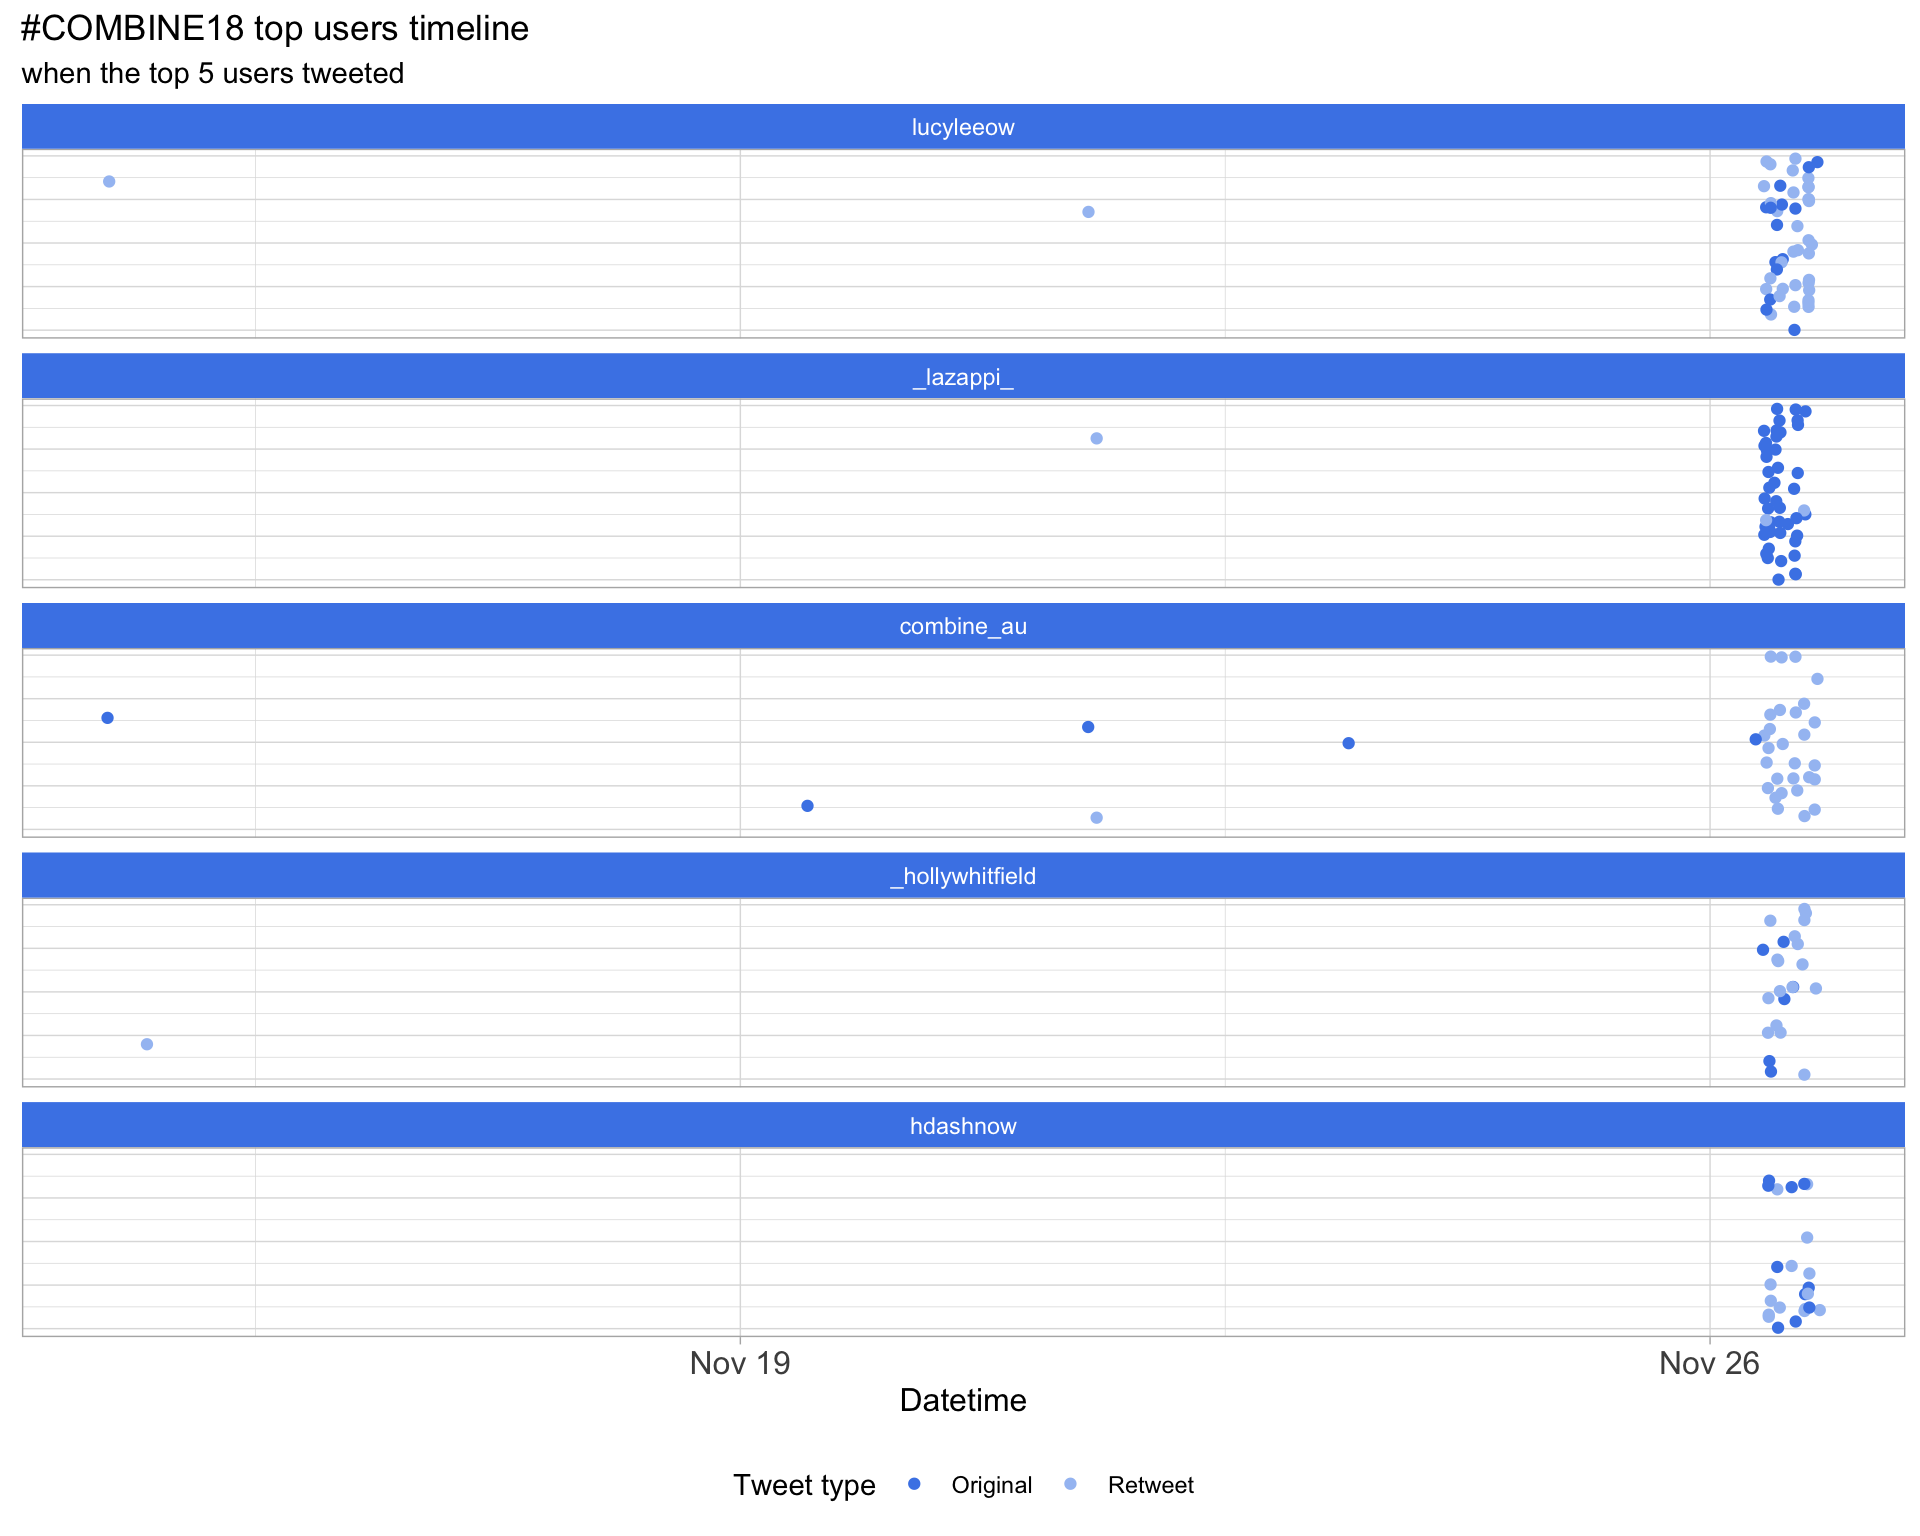 #COMBINE18 top users timeline
when the top 5 users tweeted
lucyleeow
_lazappi_
combine_au
_hollywhitfield
hdashnow
Nov 19 Nov 26
Datetime
Tweet type Original Retweet